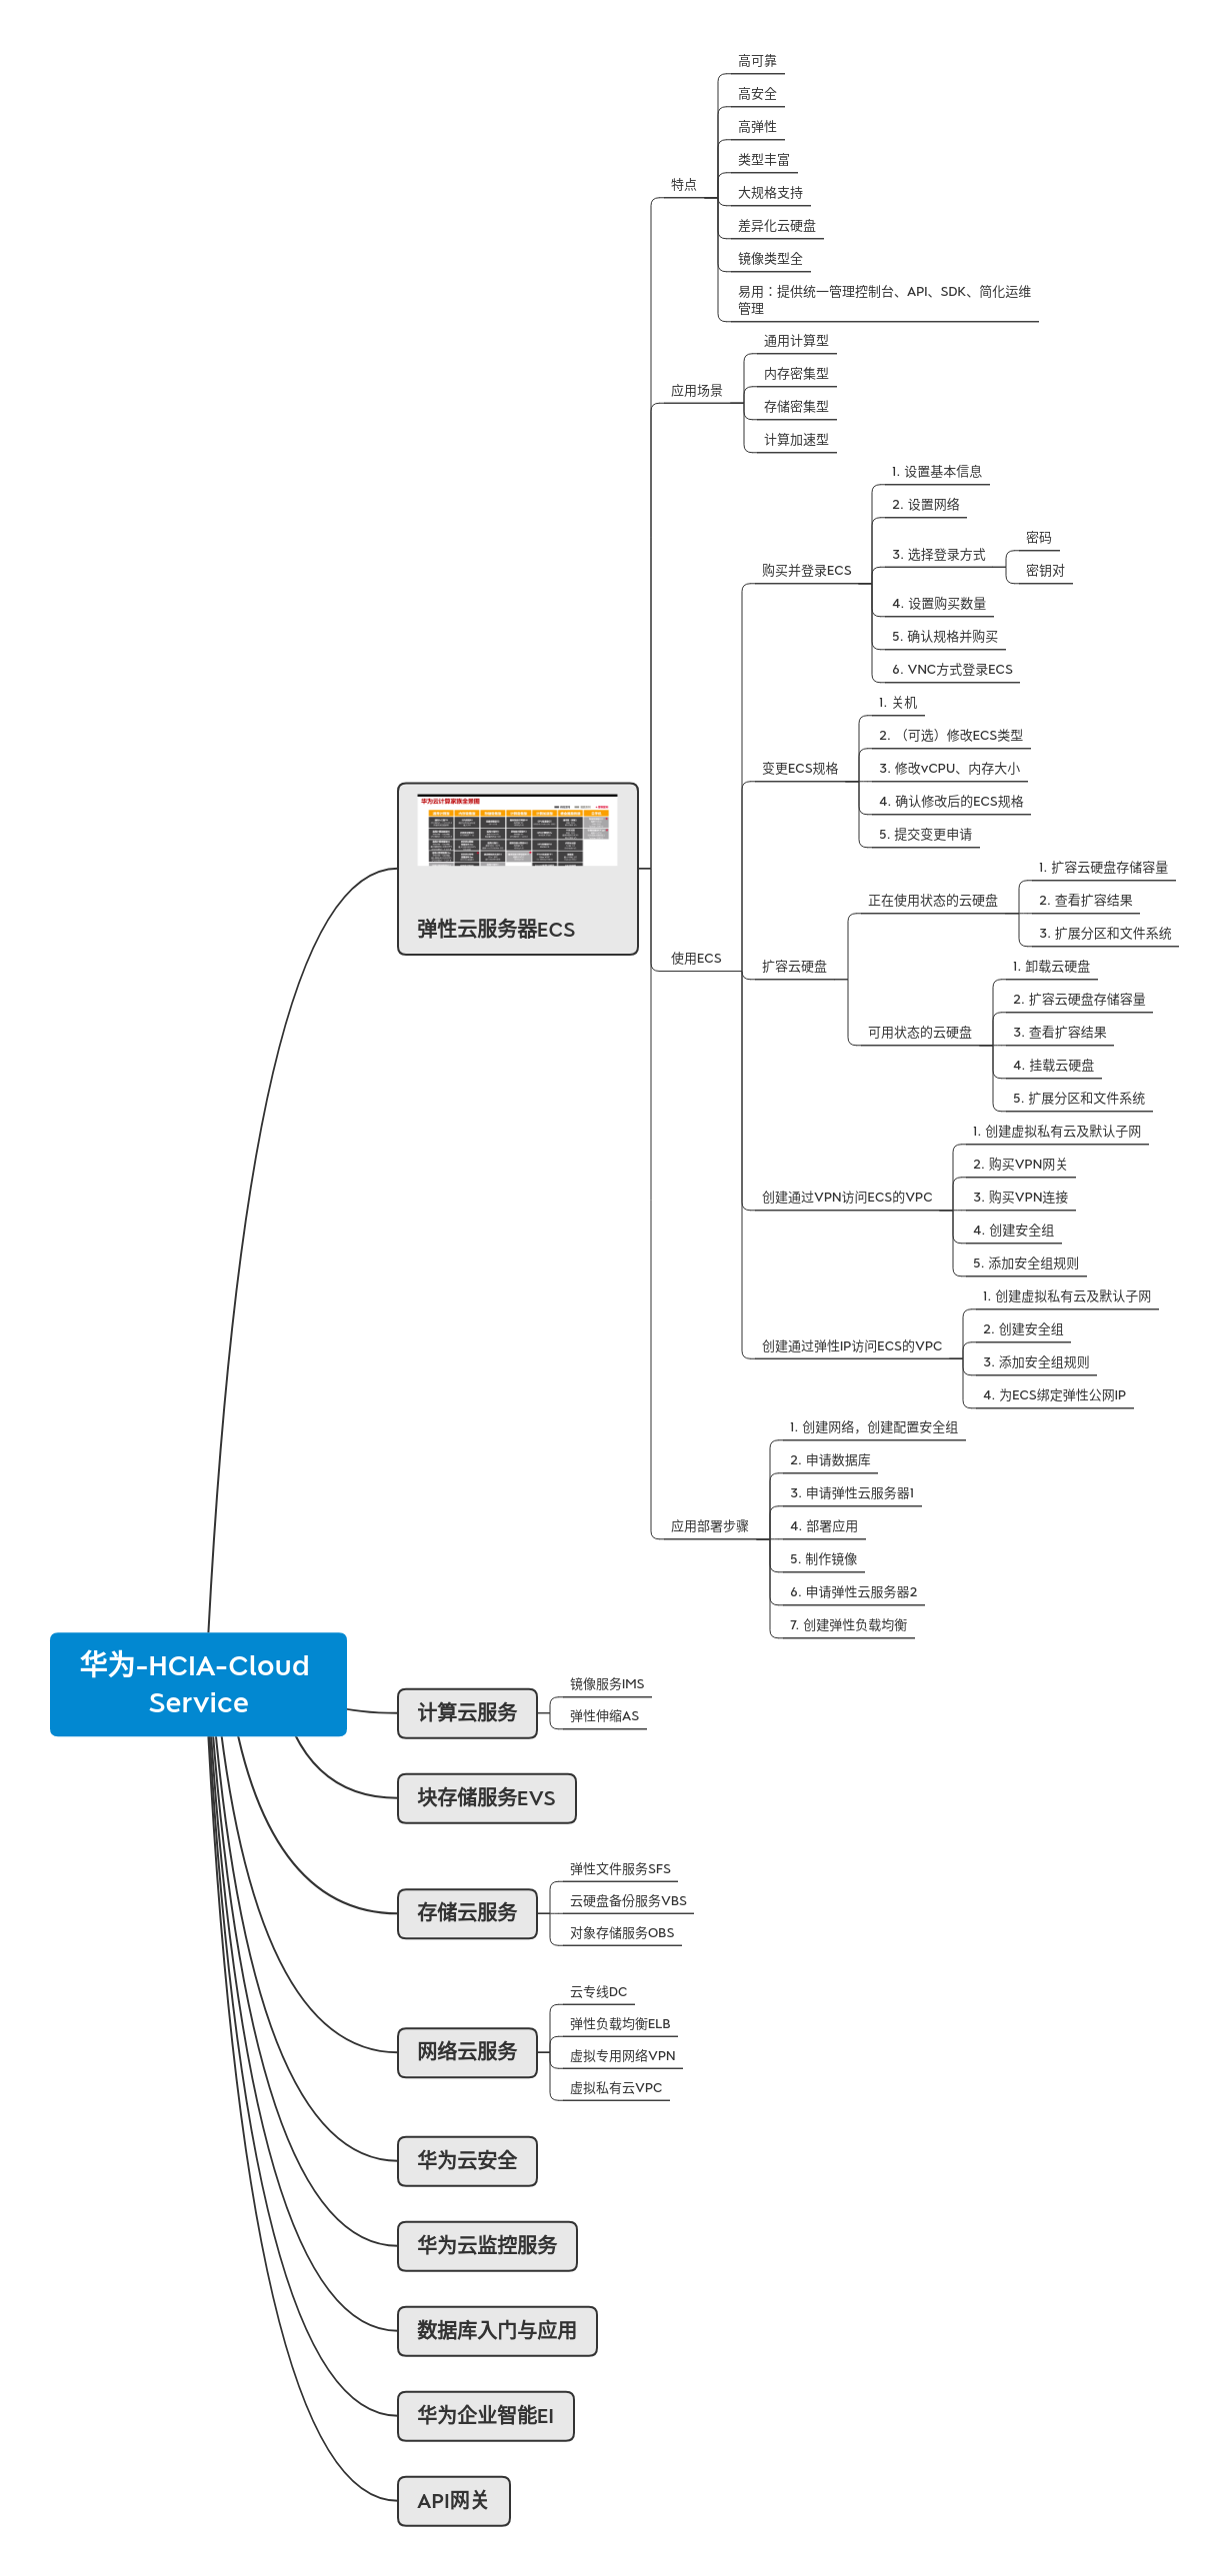 高可靠
高安全
高弹性
类型丰富
特点
大规格支持
差异化云硬盘
镜像类型全
易用：提供统一管理控制台、API、SDK、简化运维
管理
通用计算型
内存密集型
应用场景
存储密集型
计算加速型
1. 设置基本信息
2. 设置网络
密码
3. 选择登录方式
购买并登录ECS
密钥对
4. 设置购买数量
5. 确认规格并购买
6. VNC方式登录ECS
1. 关机
2. （可选）修改ECS类型
变更ECS规格
3. 修改vCPU、内存大小
4. 确认修改后的ECS规格
5. 提交变更申请
华为云计算家族全景图
弹性云服务器ECS
1. 扩容云硬盘存储容量
正在使用状态的云硬盘
2. 查看扩容结果
3. 扩展分区和文件系统
使用ECS
扩容云硬盘
1. 卸载云硬盘
2. 扩容云硬盘存储容量
可用状态的云硬盘
3. 查看扩容结果
4. 挂载云硬盘
5. 扩展分区和文件系统
1. 创建虚拟私有云及默认子网
2. 购买VPN网关
创建通过VPN访问ECS的VPC
3. 购买VPN连接
4. 创建安全组
5. 添加安全组规则
1. 创建虚拟私有云及默认子网
2. 创建安全组
创建通过弹性IP访问ECS的VPC
3. 添加安全组规则
4. 为ECS绑定弹性公网IP
1. 创建网络，创建配置安全组
2. 申请数据库
3. 申请弹性云服务器1
应用部署步骤
4. 部署应用
5. 制作镜像
6. 申请弹性云服务器2
7. 创建弹性负载均衡
华为-HCIA-Cloud
Service
计算云服务
镜像服务IMS
弹性伸缩AS
块存储服务EVS
存储云服务
弹性文件服务SFS
云硬盘备份服务VBS
对象存储服务OBS
网络云服务
云专线DC
弹性负载均衡ELB
虚拟专用网络VPN
虚拟私有云VPC
华为云安全
华为云监控服务
数据库入门与应用
华为企业智能EI
API网关